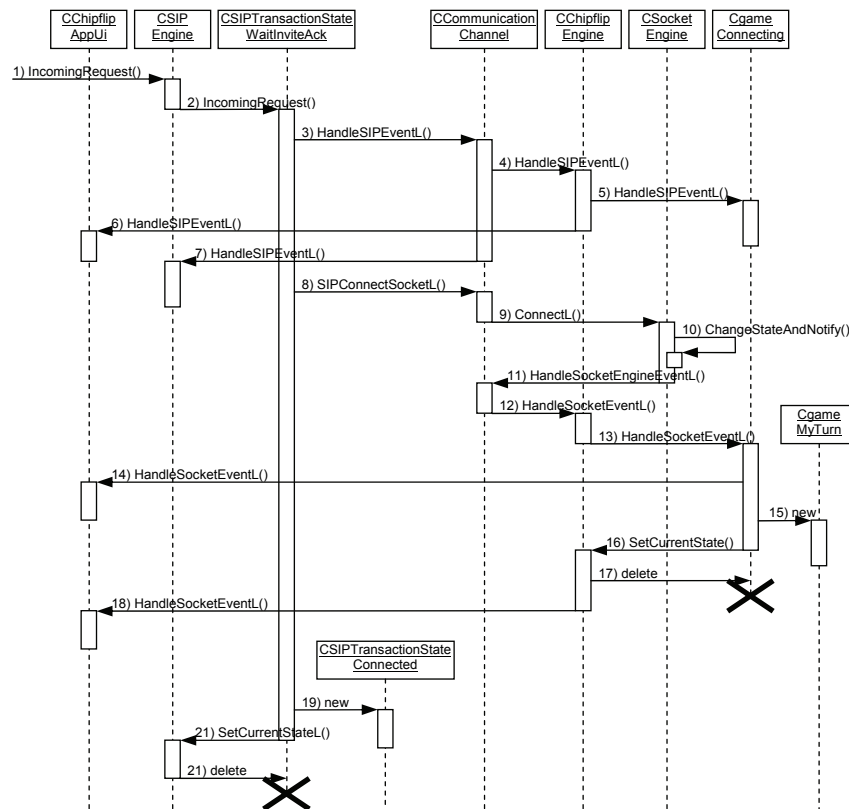 CChipflip
AppUi
CSIP
Engine
CSIPTransactionState
WaitInviteAck
CCommunication
Channel
CChipflip
Engine
CSocket
Engine
Cgame
Connecting
1) IncomingRequest()
2) IncomingRequest()
3) HandleSIPEventL()
4) HandleSIPEventL()
5) HandleSIPEventL()
6) HandleSIPEventL()
7) HandleSIPEventL()
8) SIPConnectSocketL()
9) ConnectL()
10) ChangeStateAndNotify()
11) HandleSocketEngineEventL()
12) HandleSocketEventL()
Cgame
MyTurn
13) HandleSocketEventL()
14) HandleSocketEventL()
15) new
16) SetCurrentState()
17) delete
18) HandleSocketEventL()
CSIPTransactionState
Connected
19) new
21) SetCurrentStateL()
21) delete